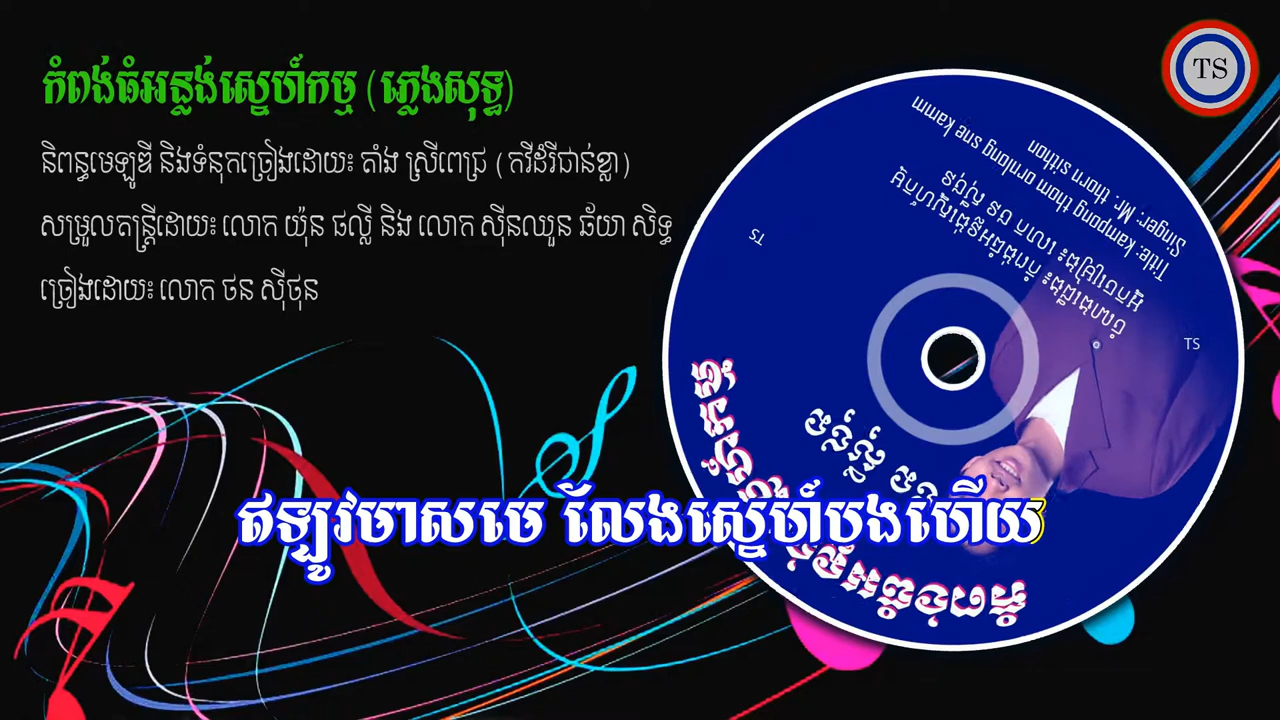 កំពង់ធំអន្លង់ស្នេហ៍កម្ម (ភ្លេងសុទ្ធ)
TS
និពន្ធមេឡូឌី និងទំនុកច្រៀងដោយ៖ តាំង ស្រីពេជ្រ ( កវីដំរីជាន់ខ្លា )
សម្រួលតន្ត្រីដោយ៖ លោក យ៉ុន ផល្លី និង លោក ស៊ីនឈួន ឆ័យា សិទ្ធ
ច្រៀងដោយ៖ លោក ថន ស៊ីថុន
Singer: Mr. thorn sithon
Title: kampong thom ornlong sne kamm
TS
TS
ឥឡូវមាសមេ លែងស្នេហ៍បងហើយ